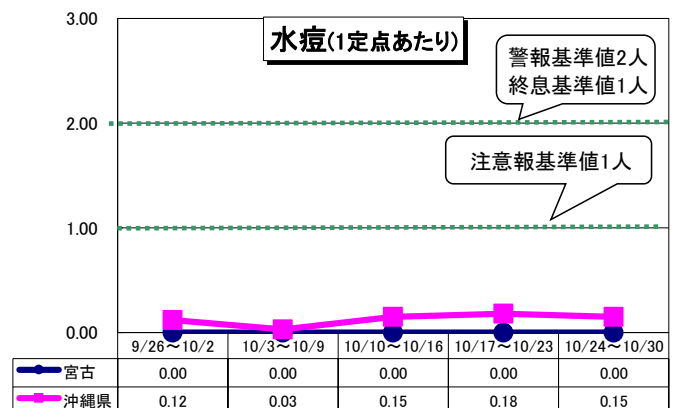 水痘(1定点あたり)
3.00
2.00
1.00
0.00
警報基準値2人
終息基準値1人
注意報基準値1人
9/26～10/2 10/3～10/9 10/10～10/16 10/17～10/23 10/24～10/30
宮古 0.00 0.00 0.00 0.00 0.00
沖縄県 0.12 0.03 0.15 0.18 0.15